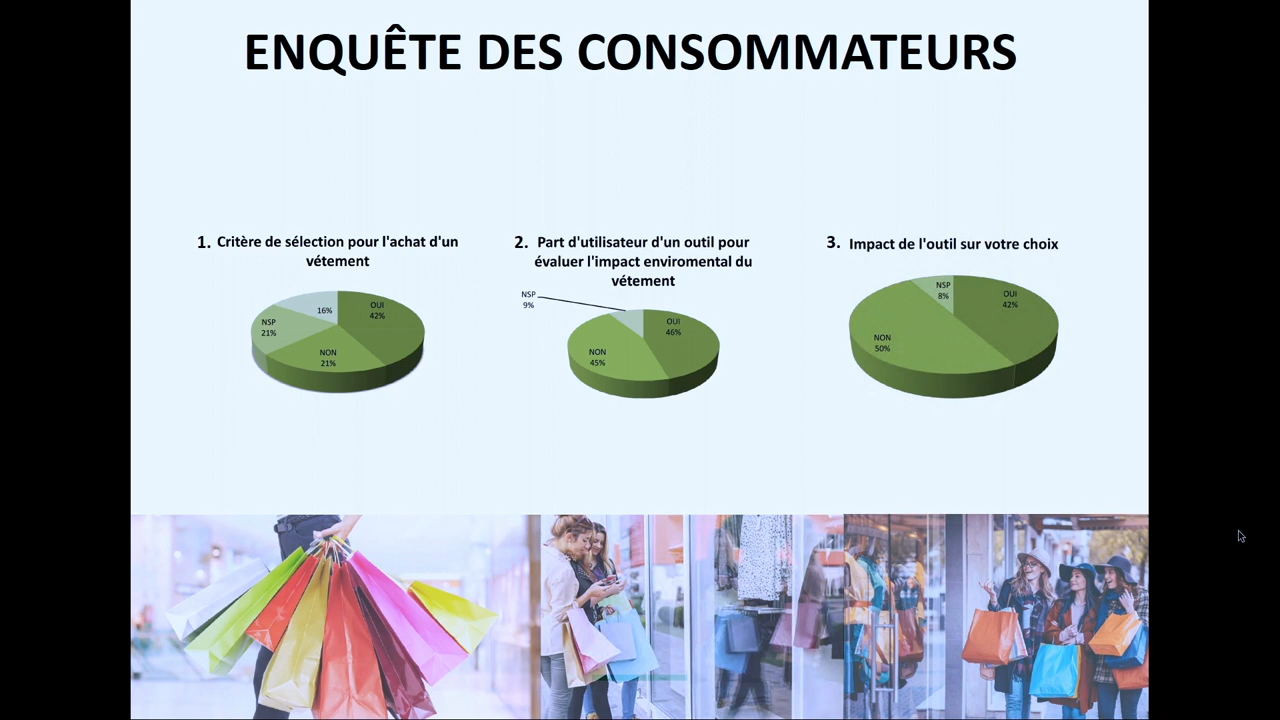 ENQUÊTE DES CONSOMMATEURS
1. Critère de sélection pour l'achat d'un
vétement
OUI
42%
NON
21%
NSP
21%
16%
2. Part d'utilisateur d'un outil pour
évaluer l'impact enviromental du
vétement
NSP
9%
OUI
46%
NON
45%
3. Impact de l'outil sur votre choix
NSP
8%
OUI
42%
NON
50%